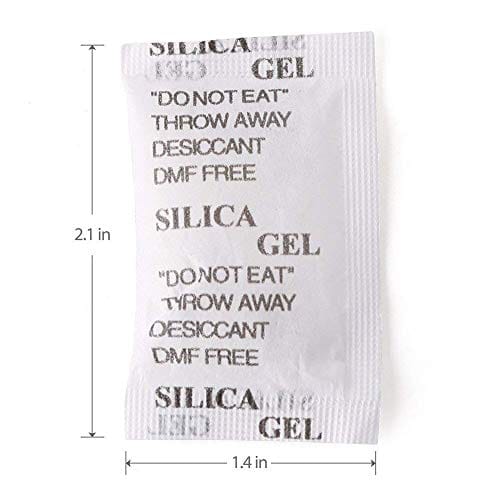 SILICA
GEL
"DO NOT EAT"
THROW AWAY
DESICCANT
DMF FREE
SILICA
GEL
2.1 in
"DO NOT EAT"
THROW AWAY
DESICCANT
DMF FREE
SILICA
GEL
1.4 in